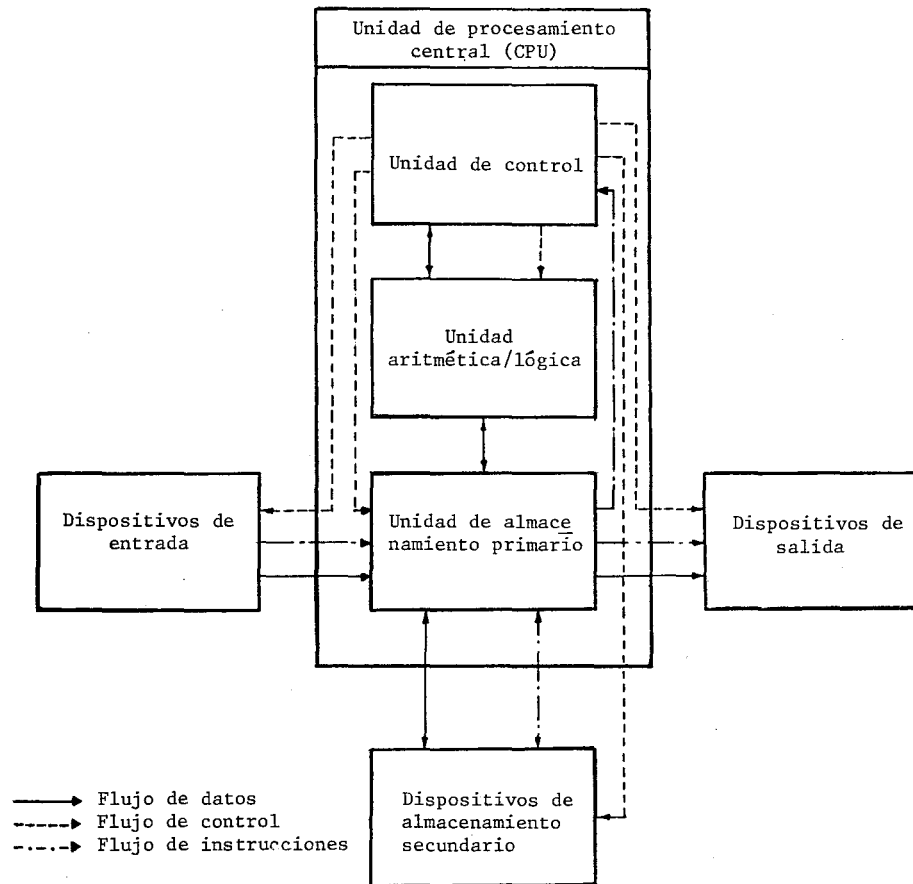 Unidad de procesamiento
central (CPU)
Unidad de control
Unidad
aritmética/lógica
Dispositivos de
entrada
Unidad de almace
namiento primario
Dispositivos de
salida
Dispositivos de
almacenamiento
secundario
Flujo de datos
Flujo de control
Flujo de instrucciones